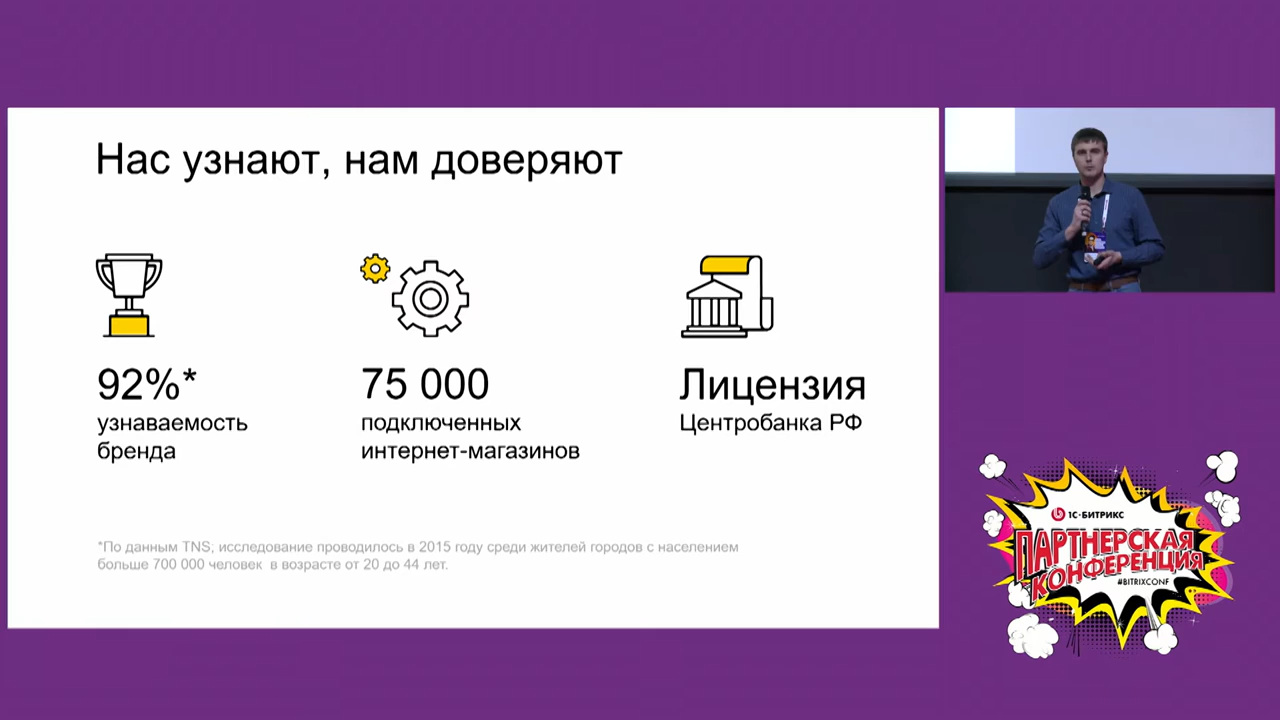 Нас узнают, нам доверяют
92%*
узнаваемость
бренда
75 000
подключенных
интернет-магазинов
Лицензия
Центробанка РФ
*По данным TNS; исследование проводилось в 2015 году среди жителей городов с населением
больше 700 000 человек в возрасте от 20 до 44 лет.
1С-БИТРИКС
ПАРТНЕРСКАЯ
КОНФЕРЕНЦИЯ
#BITRIXCONF